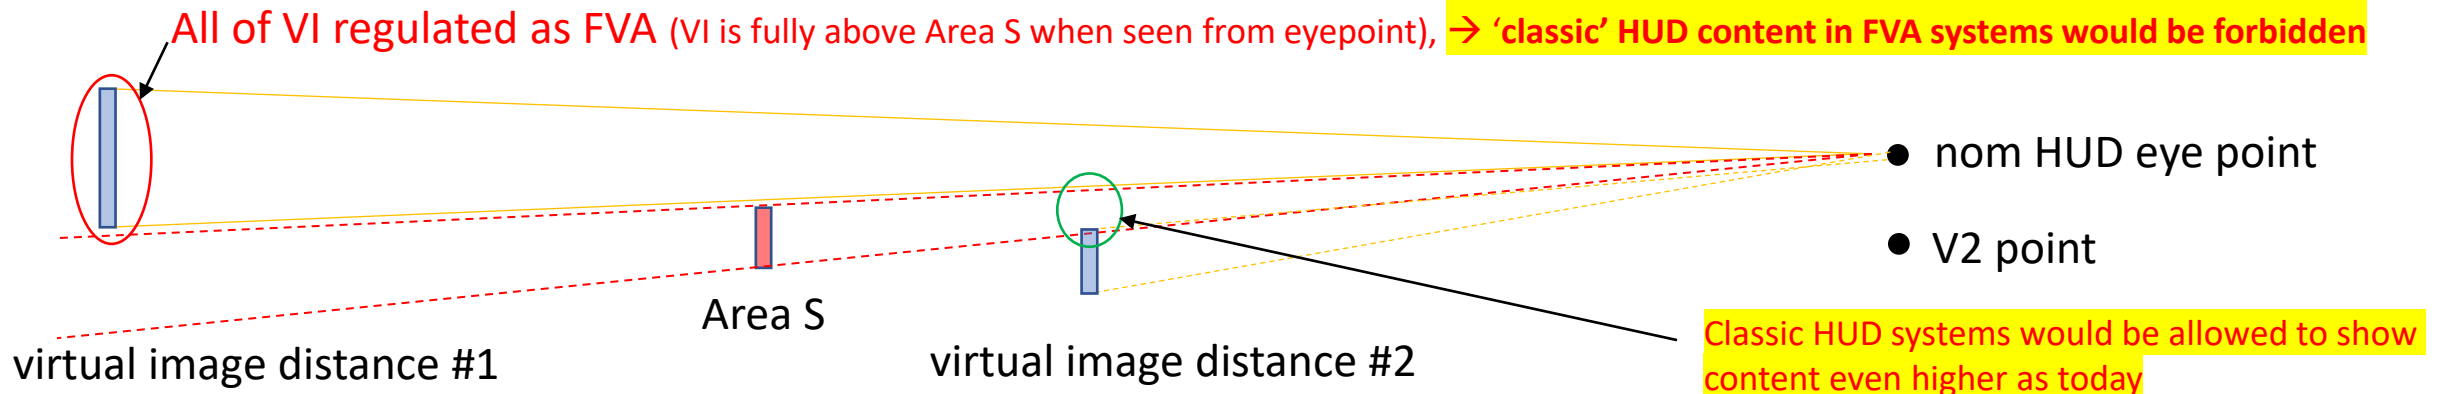 All of VI regulated as FVA (VI is fully above Area S when seen from eyepoint), → ‘classic’ HUD content in FVA systems would be forbidden
nom HUD eye point
V2 point
Area S
virtual image distance #1
virtual image distance #2
Classic HUD systems would be allowed to show
content even higher as today